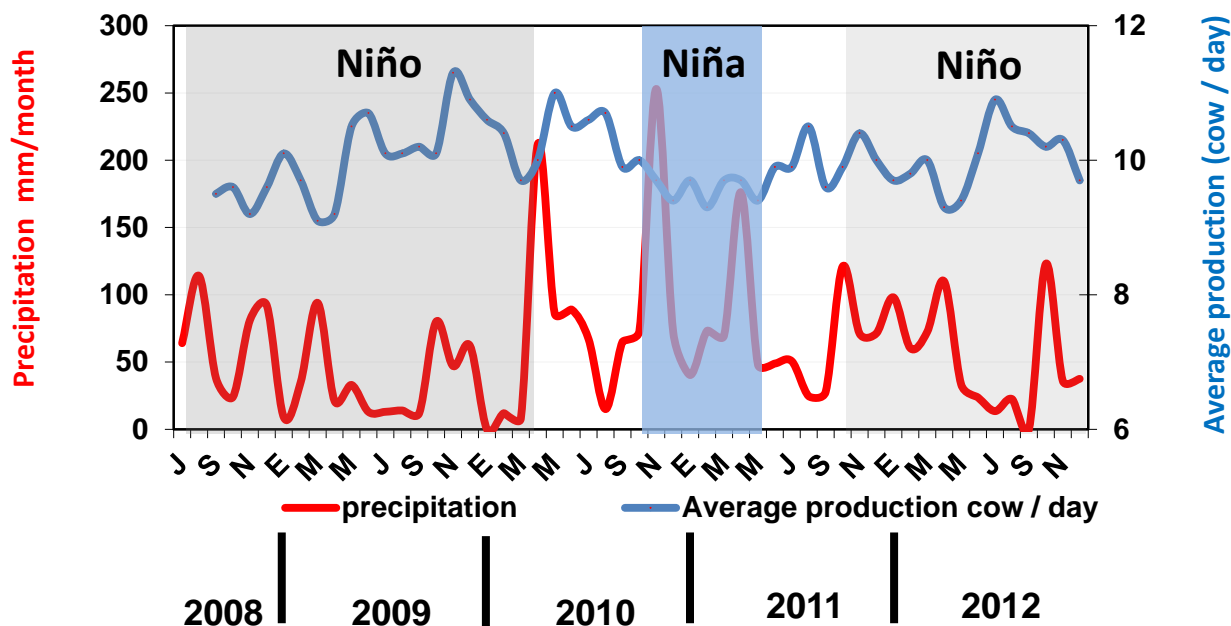 Precipitation mm/month
300
250
200
150
100
50
0
Niño
Niña
Niño
12
10
8
6
Average production (cow / day)
J S N E M M J S N E M M J S N E M M J S N E M M J S N
precipitation
Average production cow / day
2008
2009
2010
2011
2012